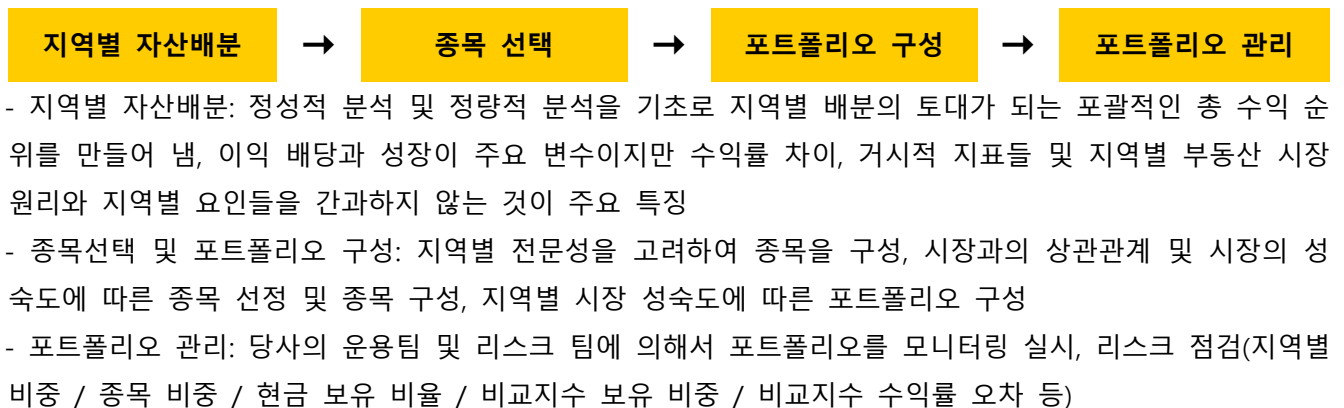 지역별 자산배분 → 종목 선택 → 포트폴리오 구성 → 포트폴리오 관리
- 지역별 자산배분: 정성적 분석 및 정량적 분석을 기초로 지역별 배분의 토대가 되는 포괄적인 총 수익 순
위를 만들어 냄, 이익 배당과 성장이 주요 변수이지만 수익률 차이, 거시적 지표들 및 지역별 부동산 시장
원리와 지역별 요인들을 간과하지 않는 것이 주요 특징
- 종목선택 및 포트폴리오 구성: 지역별 전문성을 고려하여 종목을 구성, 시장과의 상관관계 및 시장의 성
숙도에 따른 종목 선정 및 종목 구성, 지역별 시장 성숙도에 따른 포트폴리오 구성
- 포트폴리오 관리: 당사의 운용팀 및 리스크 팀에 의해서 포트폴리오를 모니터링 실시, 리스크 점검(지역별
비중 / 종목 비중 / 현금 보유 비율 / 비교지수 보유 비중 / 비교지수 수익률 오차 등)